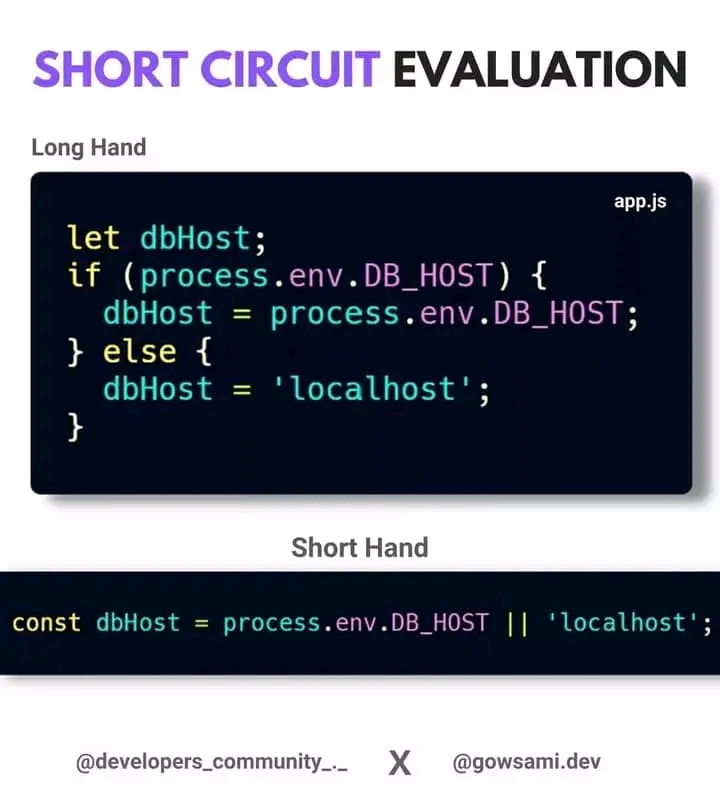 SHORT CIRCUIT EVALUATION
Long Hand
app.js
let dbHost;
if (process.env.DB_HOST) {
  dbHost = process.env.DB_HOST;
} else {
  dbHost = 'localhost';
}
Short Hand
const dbHost = process.env.DB_HOST || 'localhost';
@developers_community_._ X @gowsami.dev